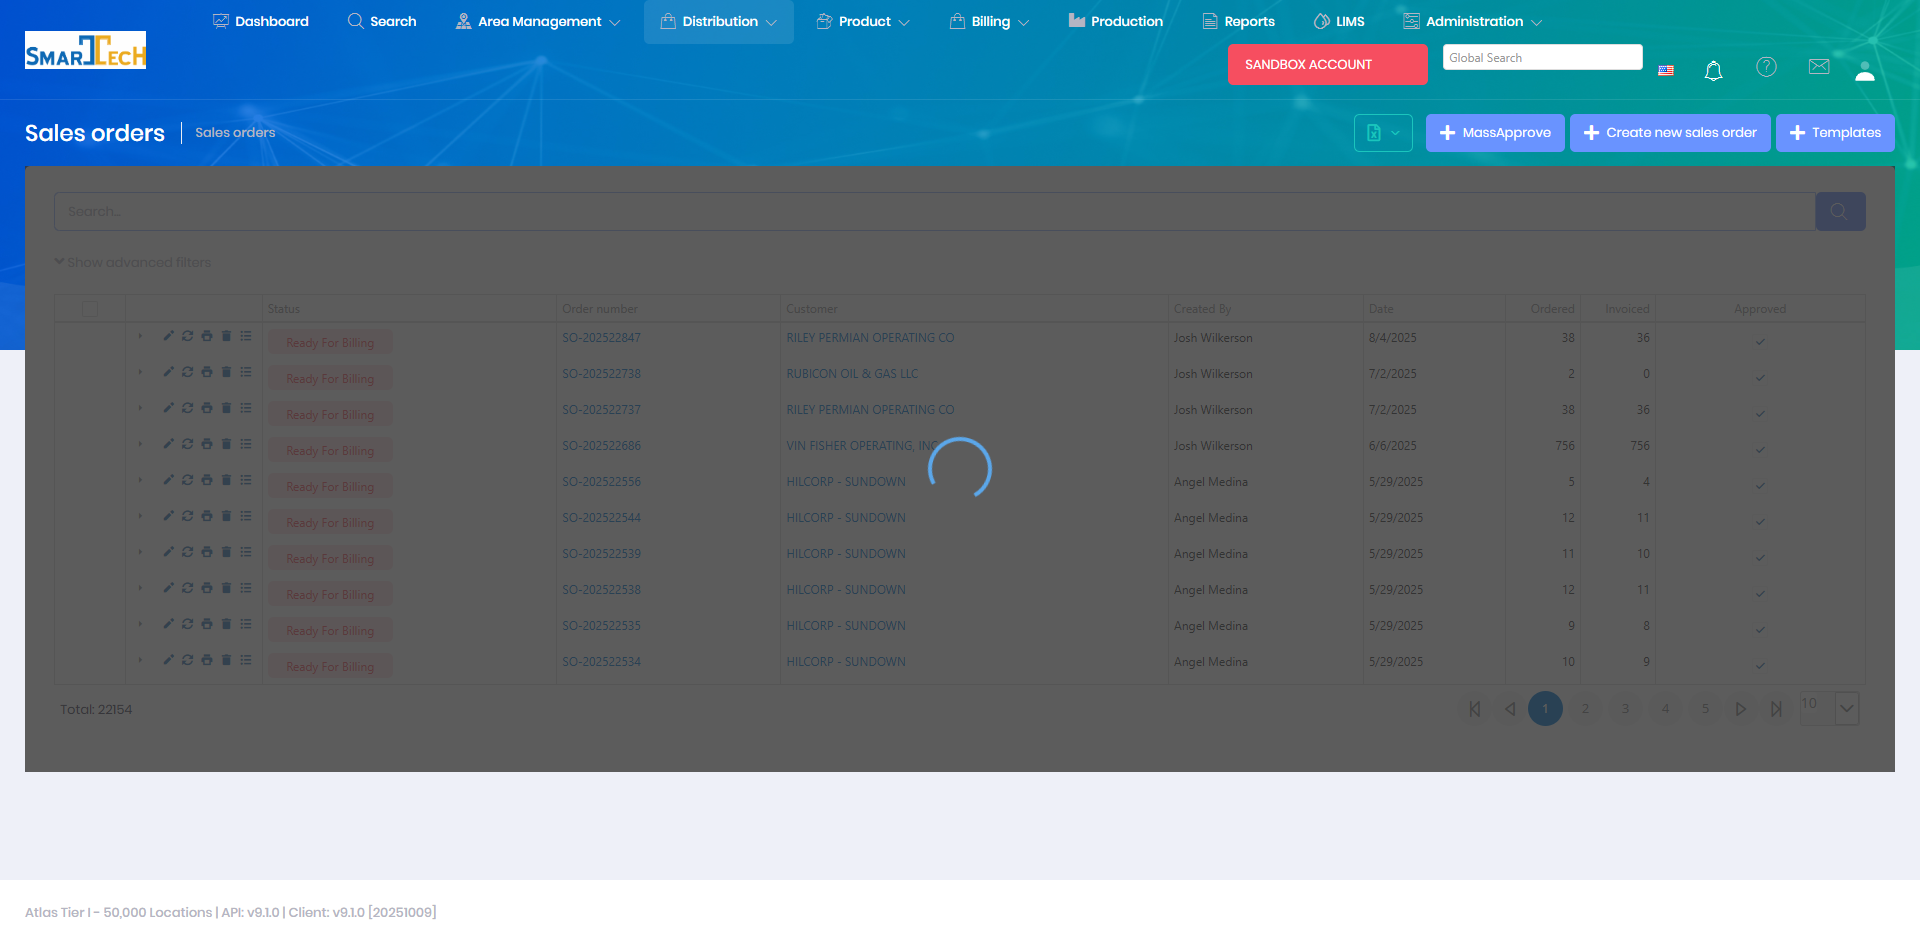 Dashboard Search Area Management Distribution Product Billing Production Reports LIMS Administration
SMARTTECH
SANDBOX ACCOUNT Global Search
Sales orders Sales orders MassApprove Create new sales order Templates
Search...
Show advanced filters
Status Order number Customer Created By Date Ordered Invoiced Approved
Ready For Billing SO-202522847 RILEY PERMIAN OPERATING CO Josh Wilkerson 8/4/2025 38 36
Ready For Billing SO-202522738 RUBICON OIL & GAS LLC Josh Wilkerson 7/2/2025 2 0
Ready For Billing SO-202522737 RILEY PERMIAN OPERATING CO Josh Wilkerson 7/2/2025 38 36
Ready For Billing SO-202522686 VIN FISHER OPERATING, INC Josh Wilkerson 6/6/2025 756 756
Ready For Billing SO-202522556 HILCORP - SUNDOWN Angel Medina 5/29/2025 5 4
Ready For Billing SO-202522544 HILCORP - SUNDOWN Angel Medina 5/29/2025 12 11
Ready For Billing SO-202522539 HILCORP - SUNDOWN Angel Medina 5/29/2025 11 10
Ready For Billing SO-202522538 HILCORP - SUNDOWN Angel Medina 5/29/2025 12 11
Ready For Billing SO-202522535 HILCORP - SUNDOWN Angel Medina 5/29/2025 9 8
Ready For Billing SO-202522534 HILCORP - SUNDOWN Angel Medina 5/29/2025 10 9
Total: 22154 1 2 3 4 5 10
Atlas Tier I - 50,000 Locations | API: v9.1.0 | Client: v9.1.0 [20251009]